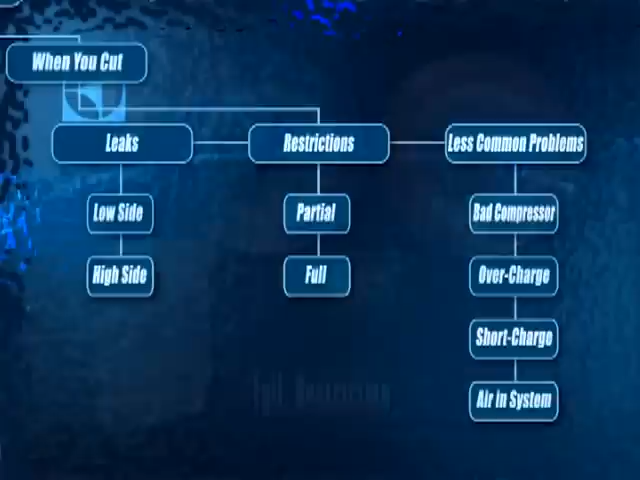 When You Cut
Leaks
Restrictions
Less Common Problems
Low Side
Partial
Bad Compressor
High Side
Full
Over-Charge
Short-Charge
Air in System